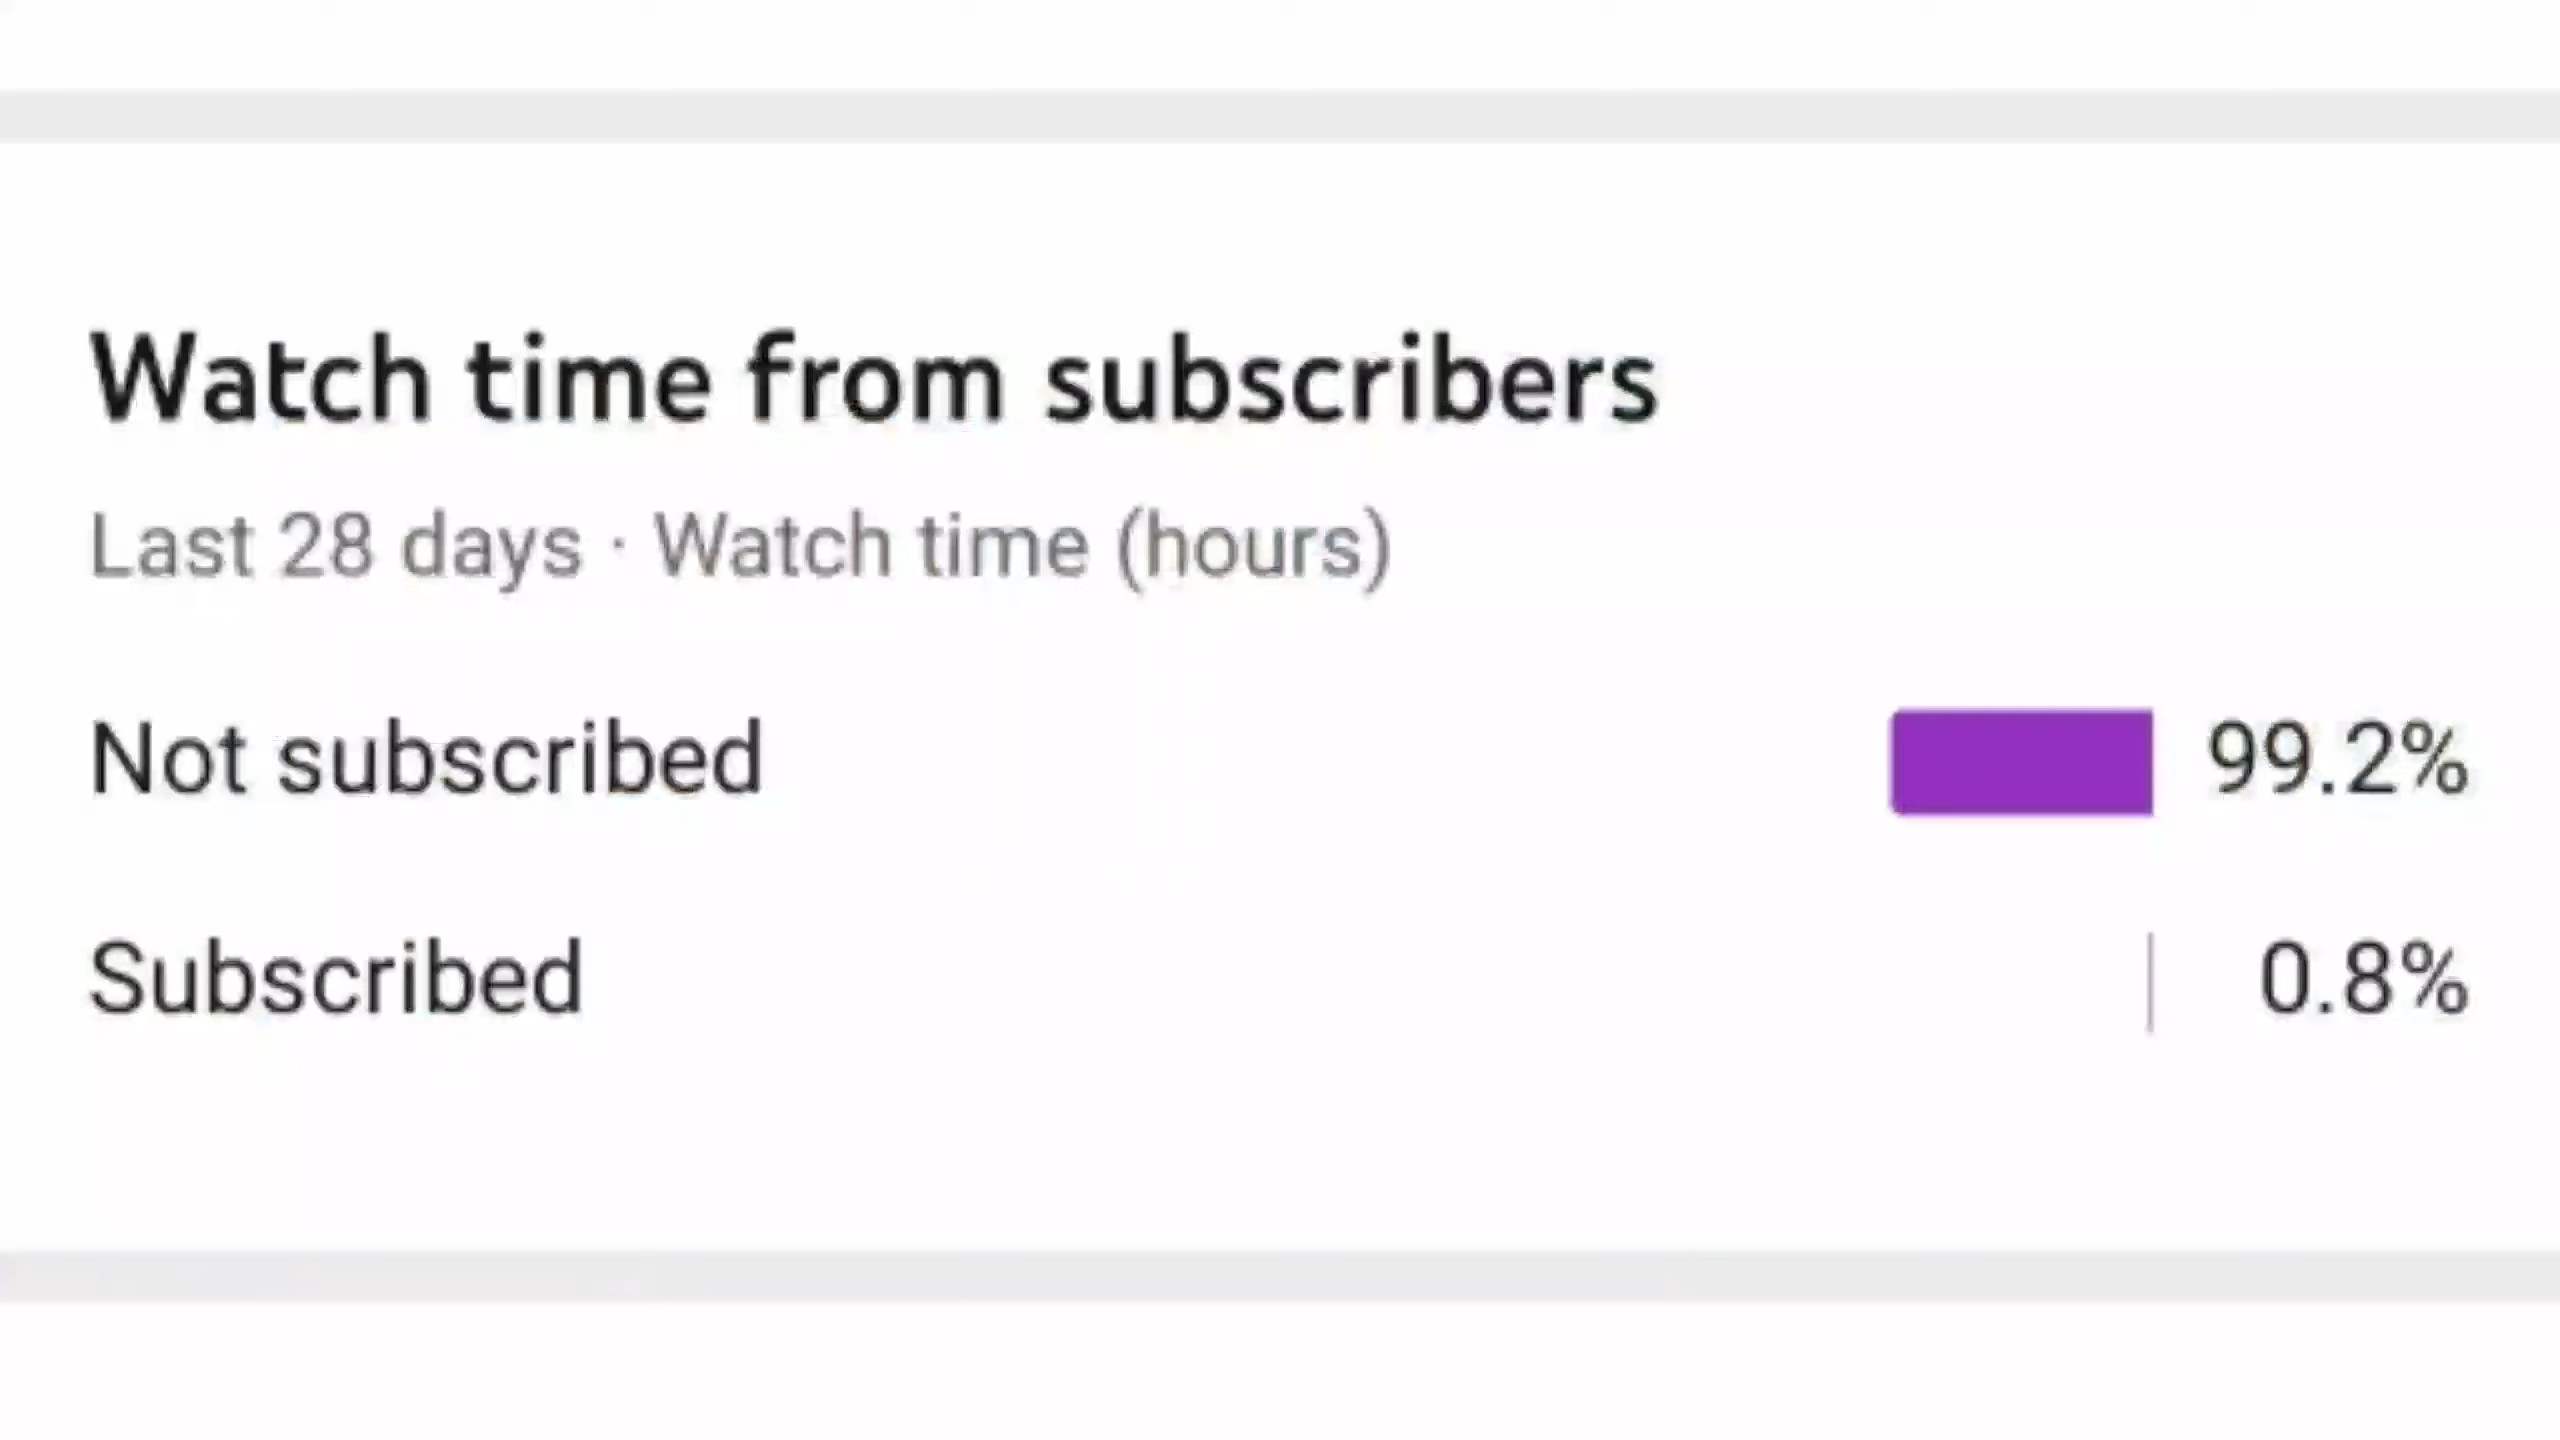 Watch time from subscribers
Last 28 days · Watch time (hours)
Not subscribed 99.2%
Subscribed 0.8%